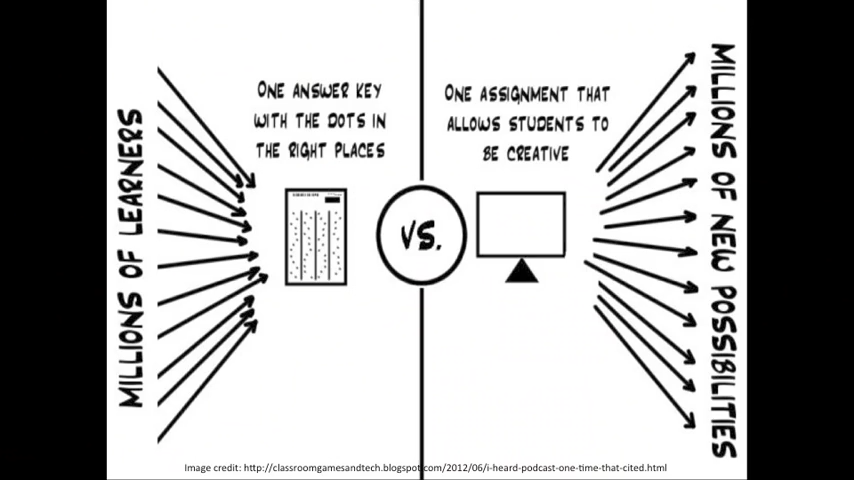 MILLIONS OF LEARNERS
ONE ANSWER KEY
WITH THE DOTS IN
THE RIGHT PLACES
VS.
ONE ASSIGNMENT THAT
ALLOWS STUDENTS TO
BE CREATIVE
MILLIONS OF NEW POSSIBILITIES
Image credit: http://classroomgamesandtech.blogspot.com/2012/06/i-heard-podcast-one-time-that-cited.html